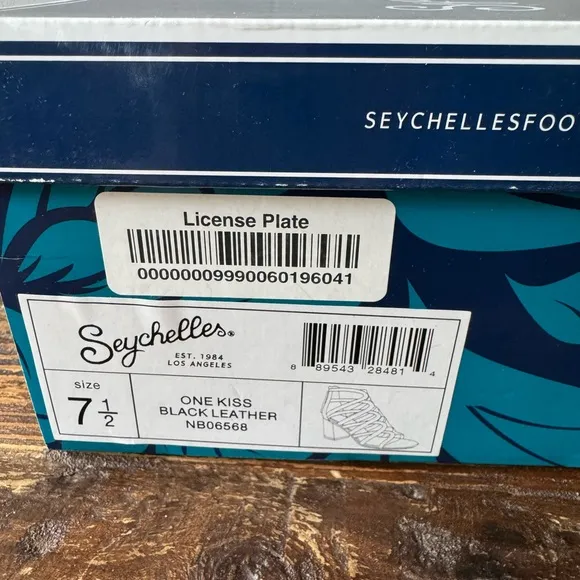 SEYCHELLESFOO
License Plate
00000009990060196041
Seychelles
EST. 1984
LOS ANGELES
8 89543 28481 4
size
7 1/2
ONE KISS
BLACK LEATHER
NB06568